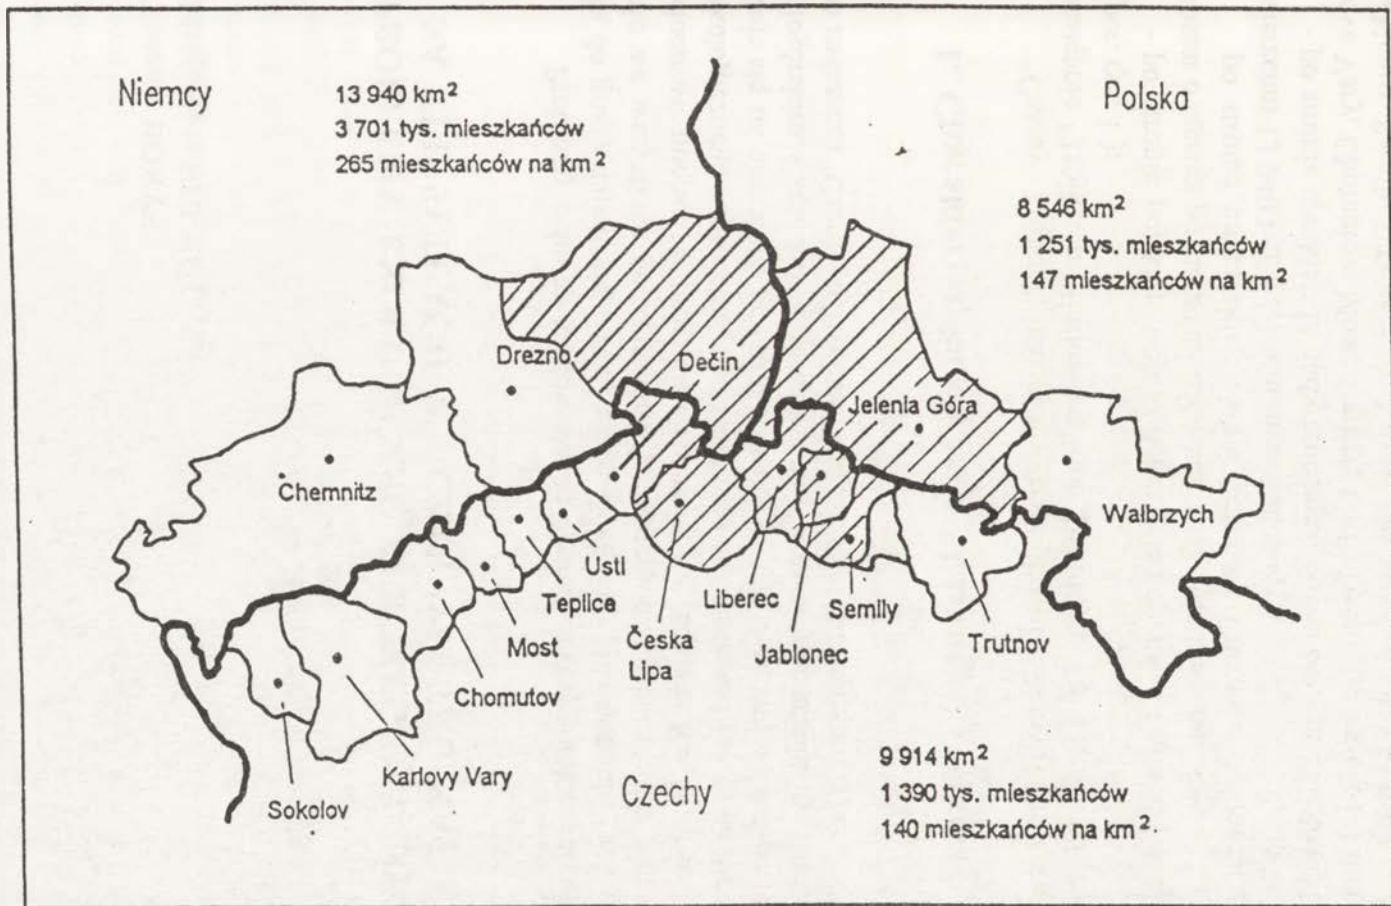 Niemcy
13 940 km²
3 701 tys. mieszkańców
265 mieszkańców na km²
Polska
8 546 km²
1 251 tys. mieszkańców
147 mieszkańców na km²
Drezno
Dečin
Jelenia Góra
Chemnitz
Wałbrzych
Ustl
Teplice
Most
Chomutov
Karlovy Vary
Sokolov
Česka
Lipa
Liberec
Jablonec
Semily
Trutnov
Czechy
9 914 km²
1 390 tys. mieszkańców
140 mieszkańców na km²